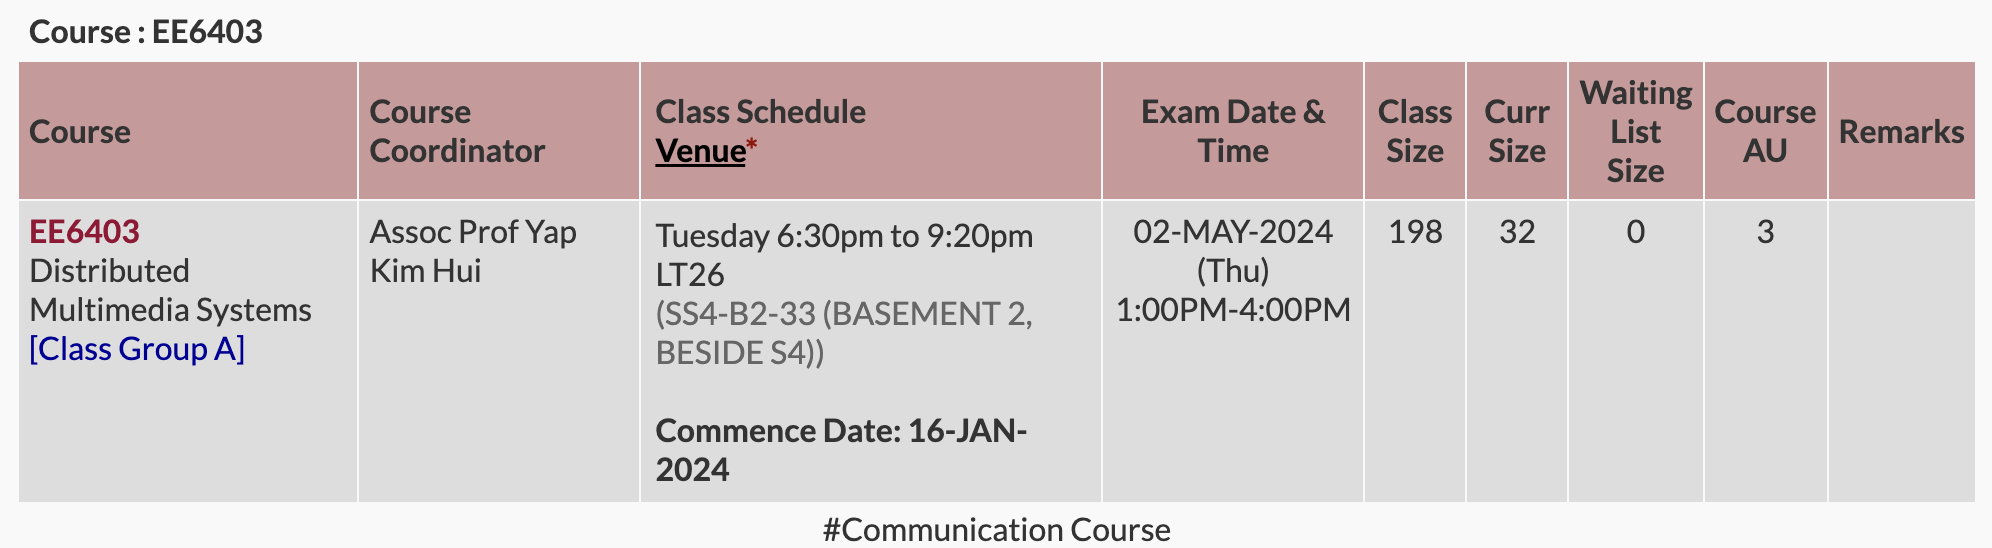 Course : EE6403
Course
Course
Coordinator
Class Schedule
Venue*
Exam Date &
Time
Class
Size
Curr
Size
Waiting
List
Size
Course
AU
Remarks
EE6403
Distributed
Multimedia Systems
[Class Group A]
Assoc Prof Yap
Kim Hui
Tuesday 6:30pm to 9:20pm
LT26
(SS4-B2-33 (BASEMENT 2,
BESIDE S4))
Commence Date: 16-JAN-
2024
02-MAY-2024
(Thu)
1:00PM-4:00PM
198
32
0
3
#Communication Course